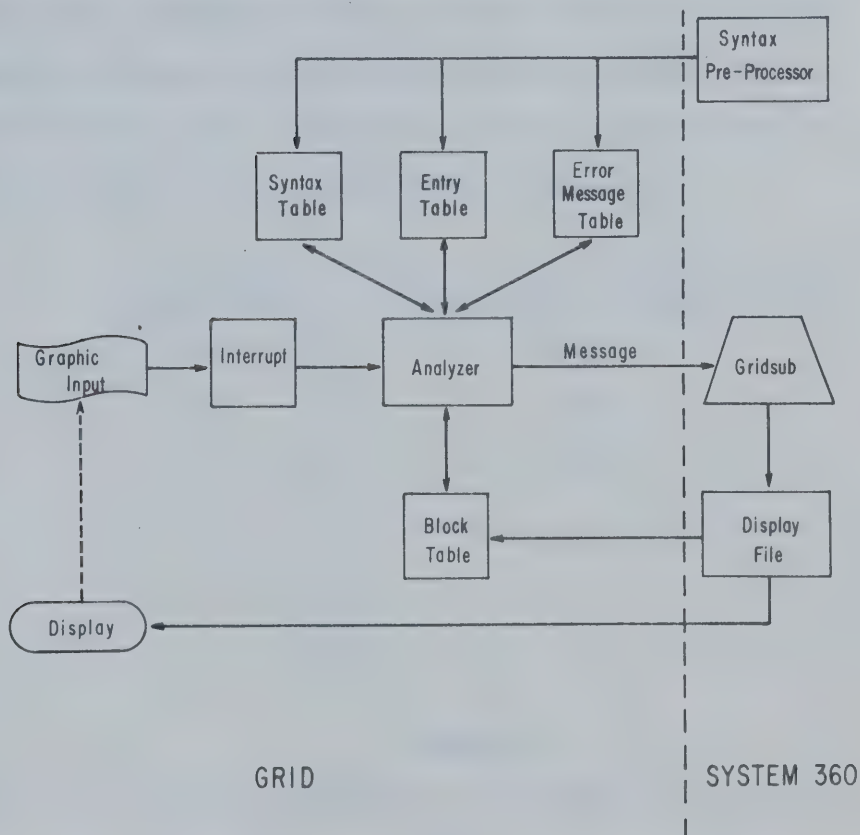 Syntax
Pre-Processor
Syntax
Table
Entry
Table
Error
Message
Table
Graphic
Input
Interrupt
Analyzer
Message
Gridsub
Block
Table
Display
File
Display
GRID
SYSTEM 360